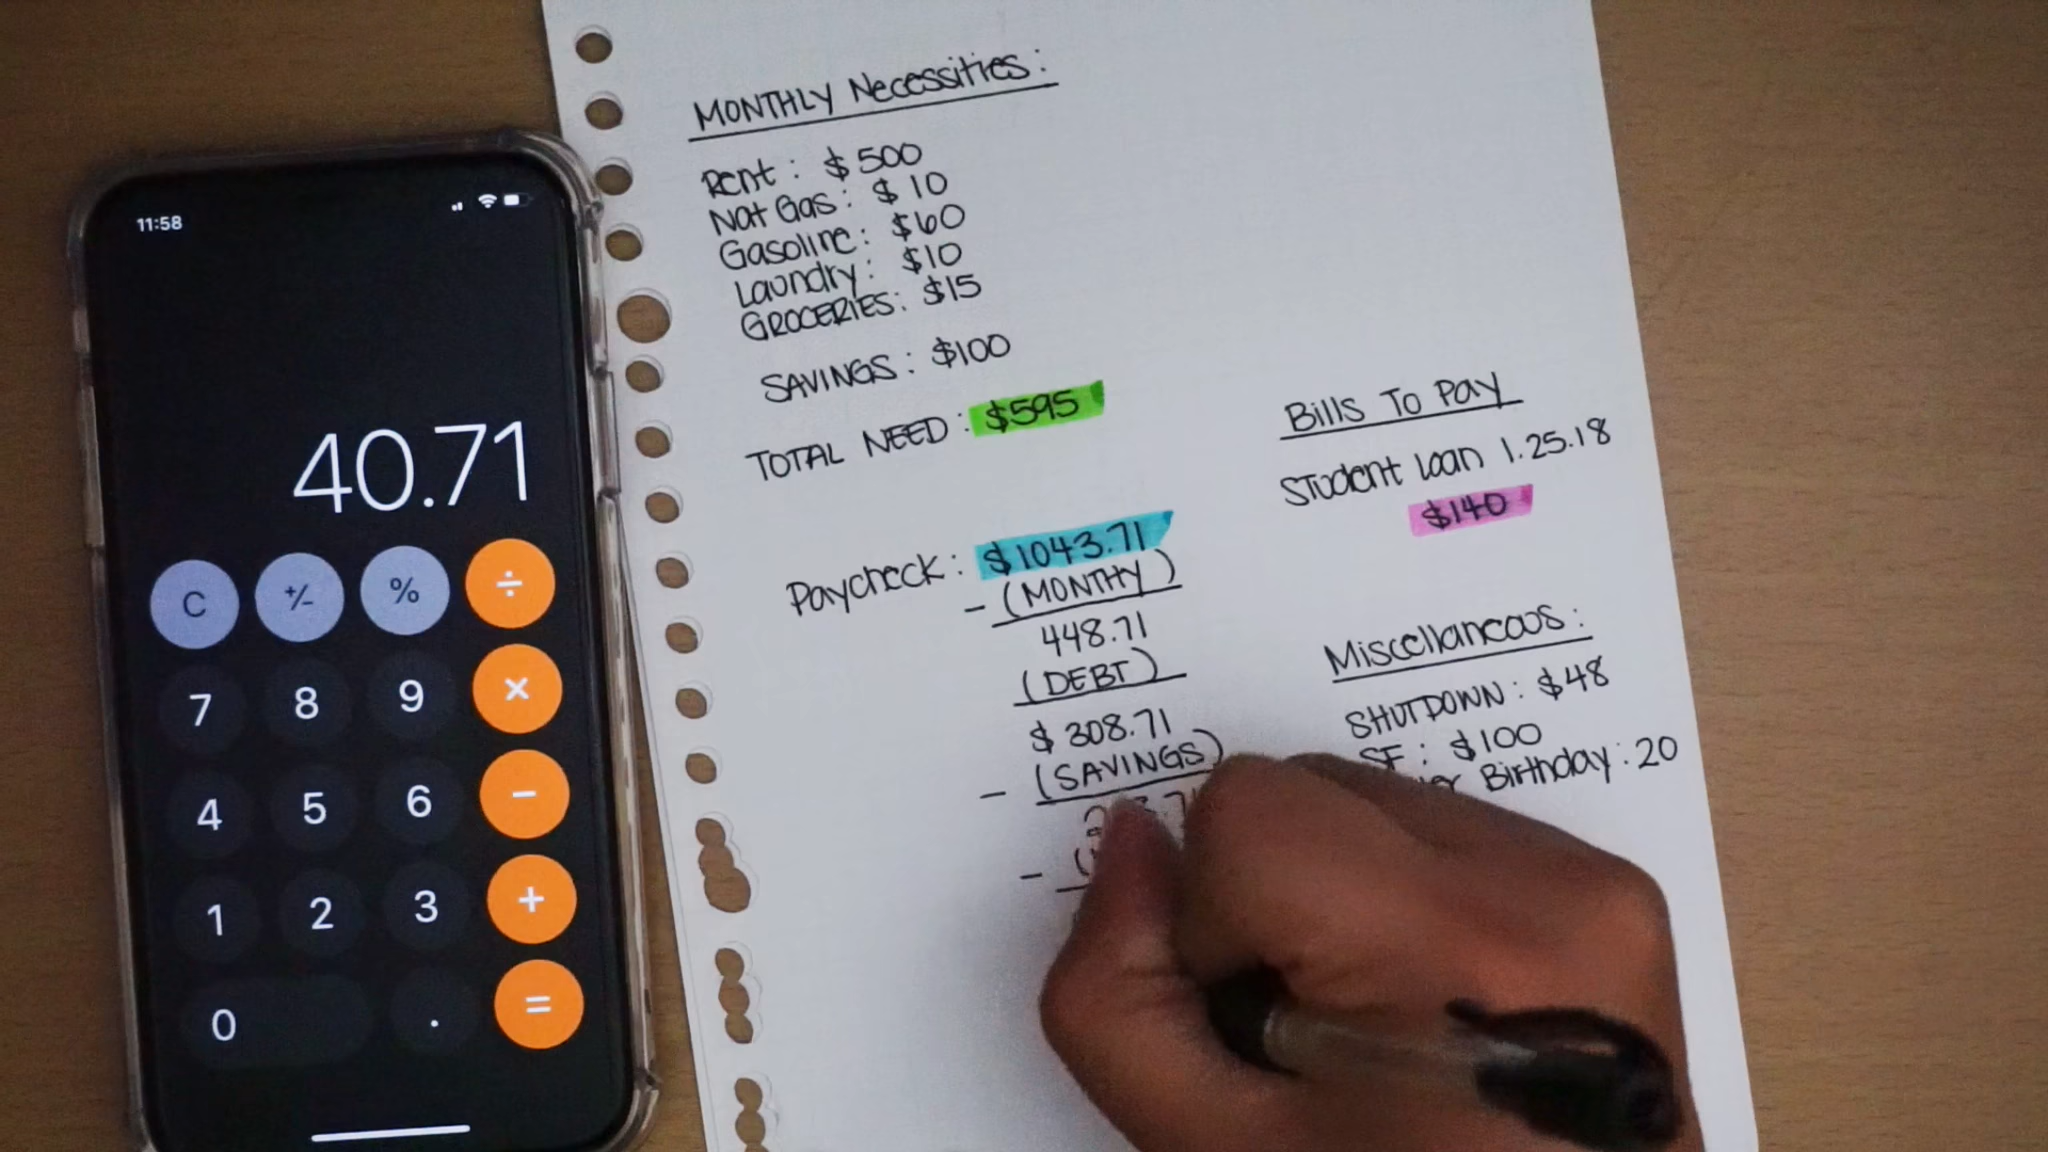 11:58
40.71
C +/- % ÷
7 8 9 ×
4 5 6 −
1 2 3 +
0 . =
MONTHLY Necessities:
Rent: $500
Nat Gas: $10
Gasoline: $60
Laundry: $10
GROCERIES: $15
SAVINGS: $100
TOTAL NEED: $595
Paycheck: $1043.71
- (MONTHY)
448.71
(DEBT)
$308.71
- (SAVINGS)
Bills To Pay
Student Loan 1.25.18
$140
Miscellaneous:
SHUTDOWN: $48
SF: $100
Birthday: 20